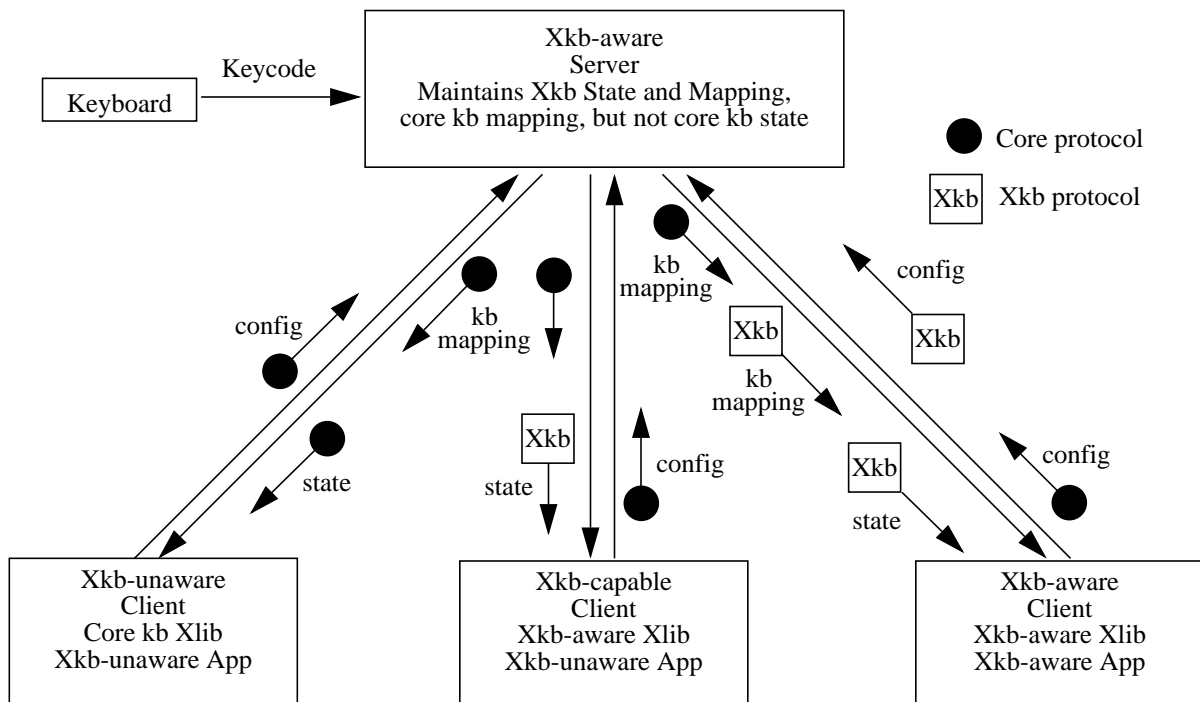 Xkb-aware
Server
Maintains Xkb State and Mapping,
core kb mapping, but not core kb state
Keycode
Keyboard
Core protocol
Xkb
Xkb protocol
config
kb
mapping
kb
mapping
config
Xkb
Xkb
kb
mapping
state
Xkb
state
config
Xkb
state
config
Xkb-unaware
Client
Core kb Xlib
Xkb-unaware App
Xkb-capable
Client
Xkb-aware Xlib
Xkb-unaware App
Xkb-aware
Client
Xkb-aware Xlib
Xkb-aware App